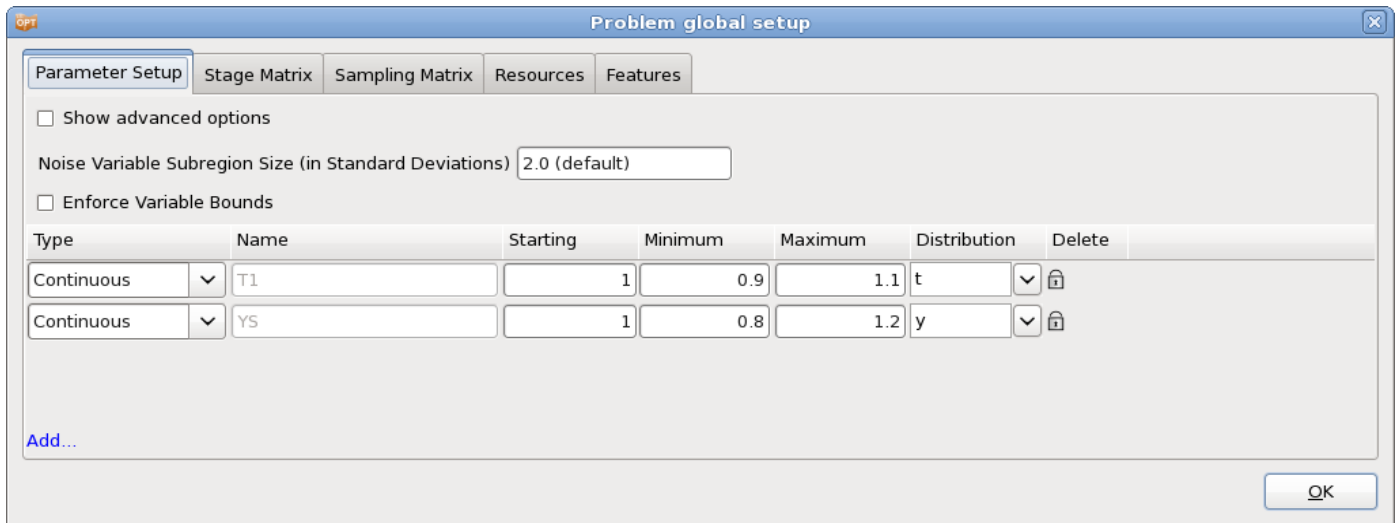 OPT Problem global setup
Parameter Setup Stage Matrix Sampling Matrix Resources Features
Show advanced options
Noise Variable Subregion Size (in Standard Deviations) 2.0 (default)
Enforce Variable Bounds
Type Name Starting Minimum Maximum Distribution Delete
Continuous T1 1 0.9 1.1 t
Continuous YS 1 0.8 1.2 y
Add...
OK